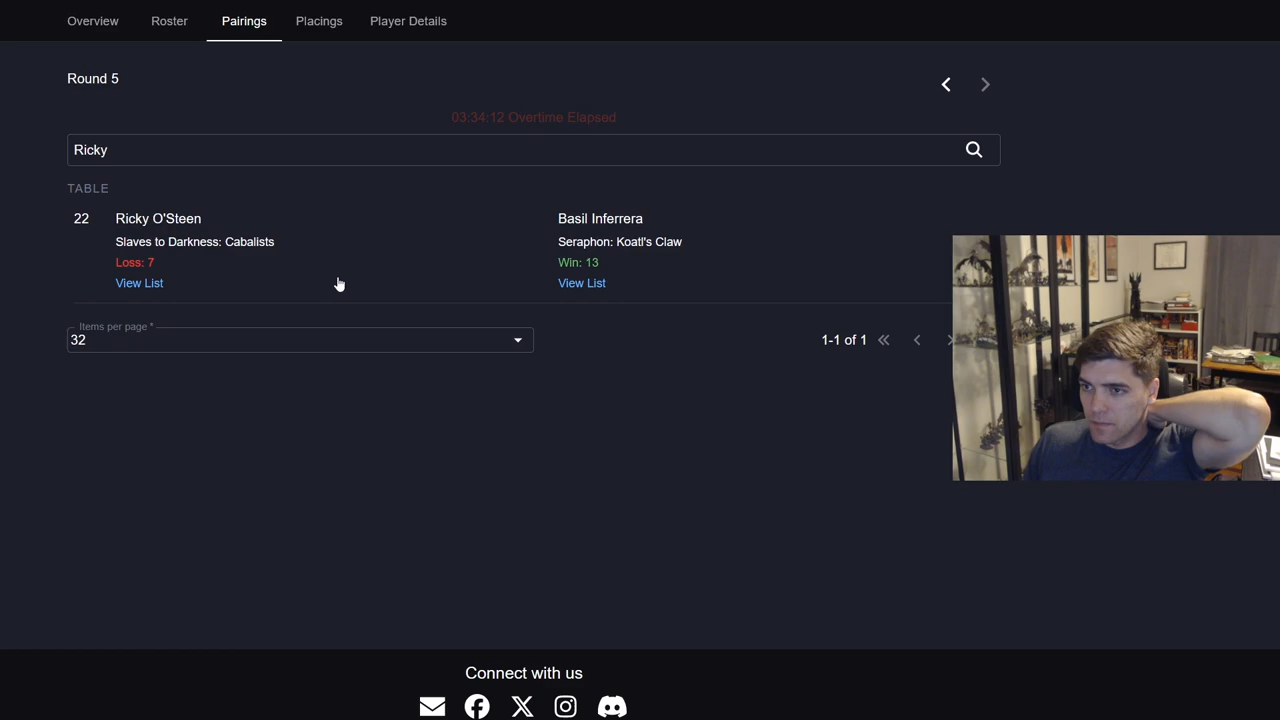 Overview Roster Pairings Placings Player Details
Round 5
03:34:12 Overtime Elapsed
Ricky
TABLE
22 Ricky O'Steen Basil Inferrera
Slaves to Darkness: Cabalists Seraphon: Koatl's Claw
Loss: 7 Win: 13
View List View List
Items per page *
32 1-1 of 1
Connect with us